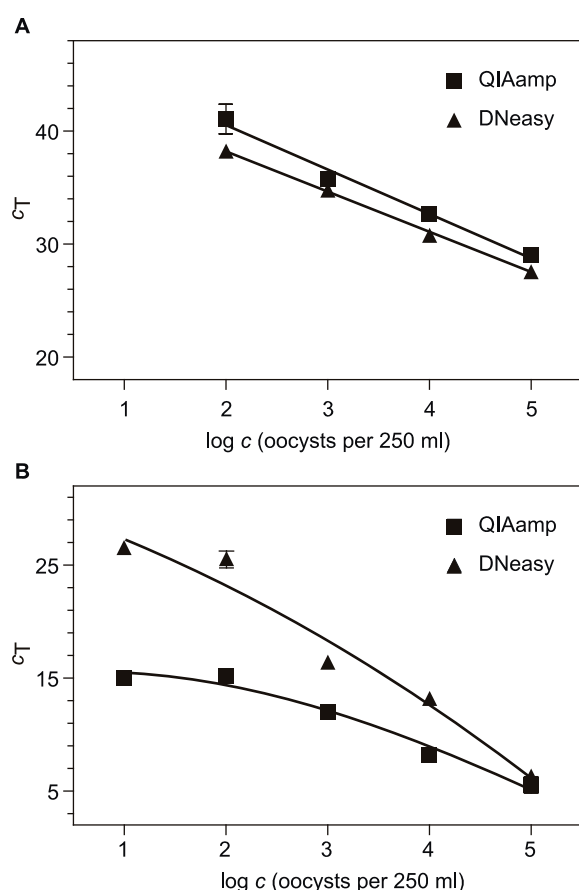 A
QIAamp
DNeasy
40
30
20
cT
1 2 3 4 5
log c (oocysts per 250 ml)
B
QIAamp
DNeasy
25
15
5
cT
1 2 3 4 5
log c (oocysts per 250 ml)